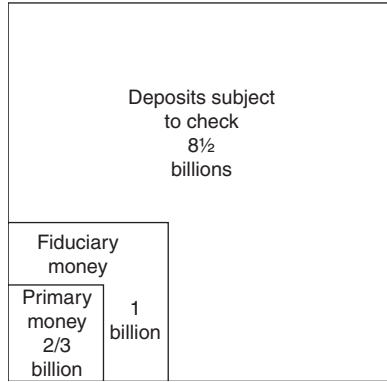 Deposits subject
to check
8½
billions
Fiduciary
money
1
billion
Primary
money
2/3
billion